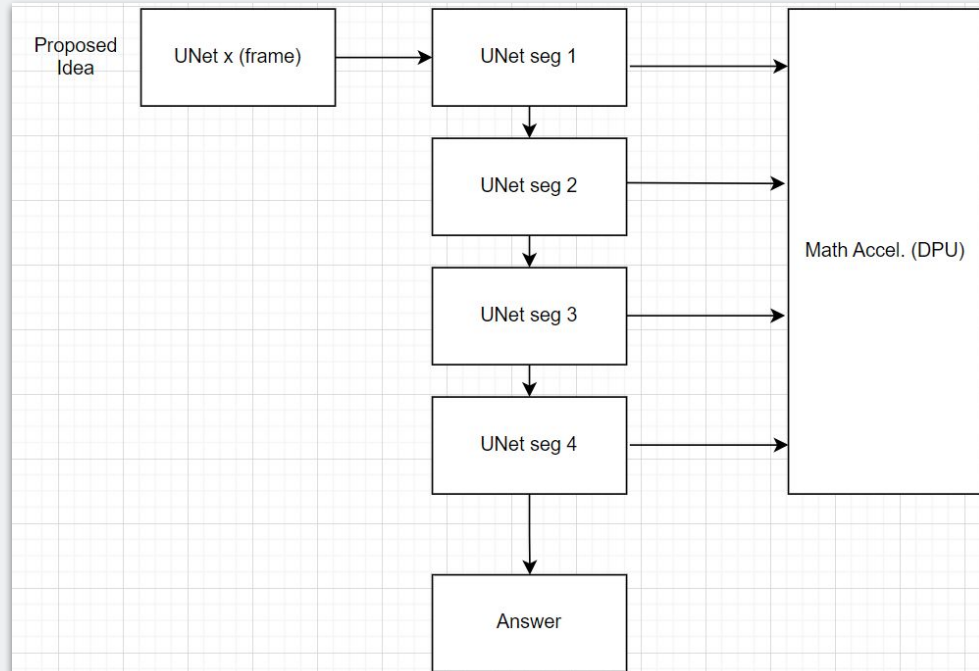 Proposed
Idea
UNet x (frame)
UNet seg 1
UNet seg 2
Math Accel. (DPU)
UNet seg 3
UNet seg 4
Answer